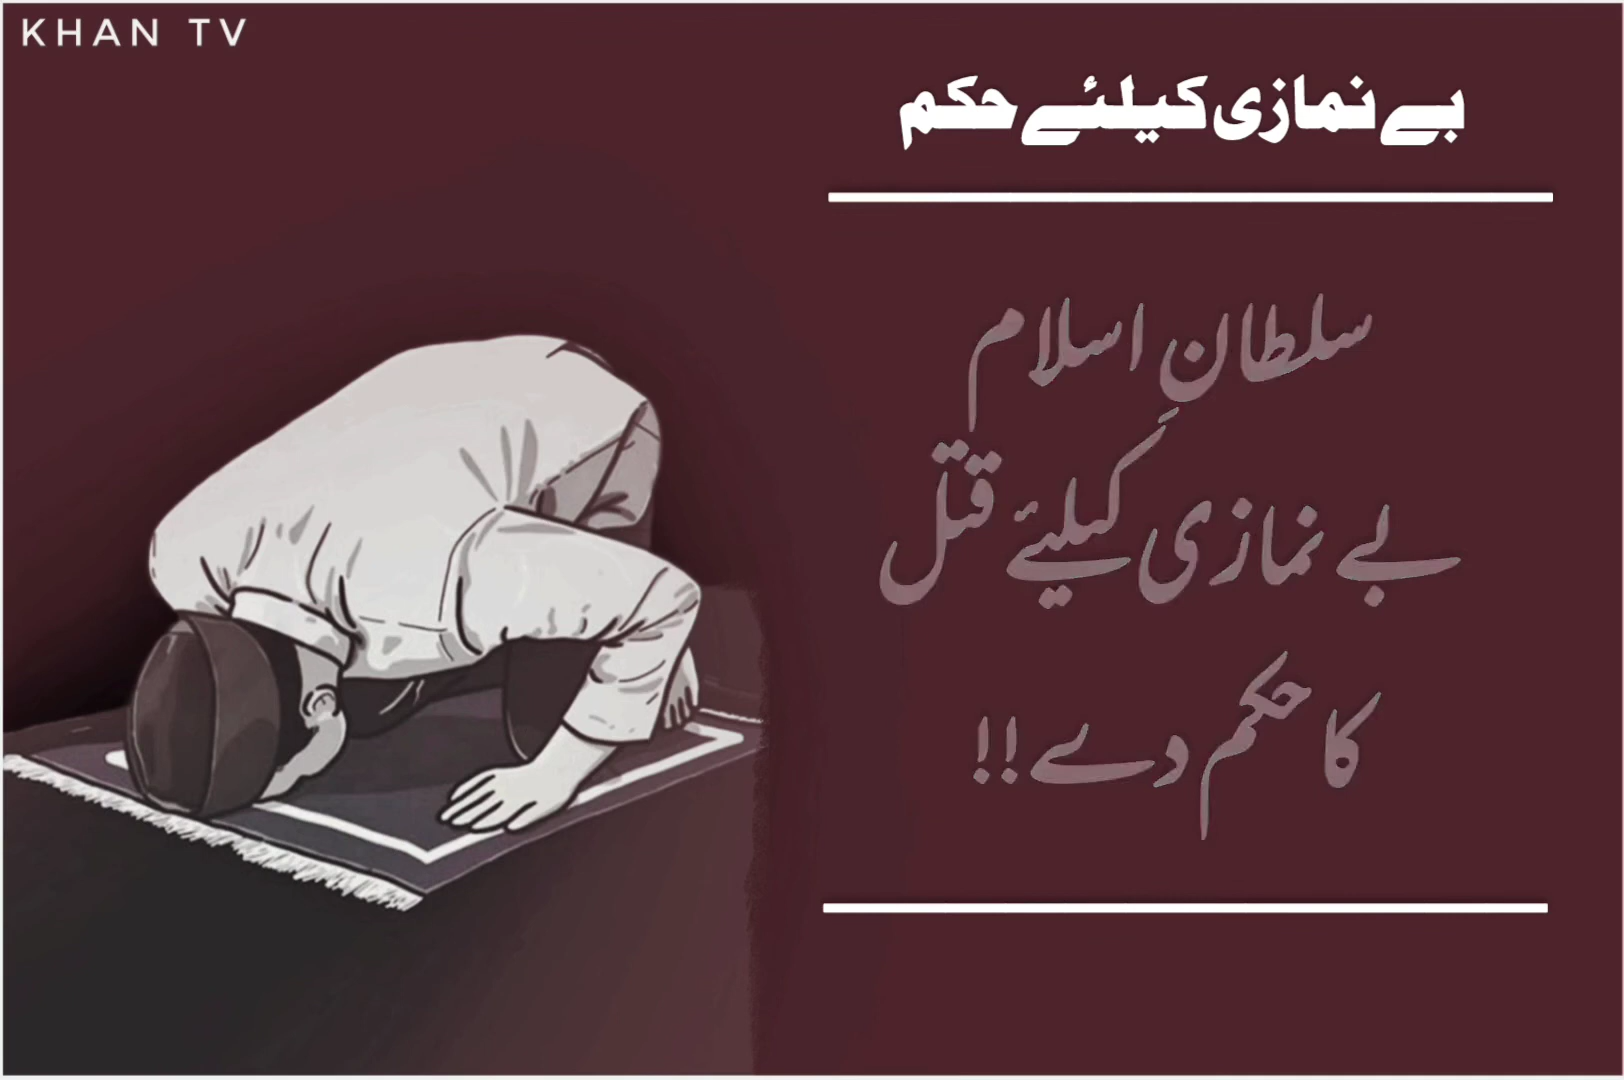 KHAN TV
بے نمازی کیلئے حکم
سلطانِ اسلام
بے نمازی کیلئے قتل
کا حکم دے !!